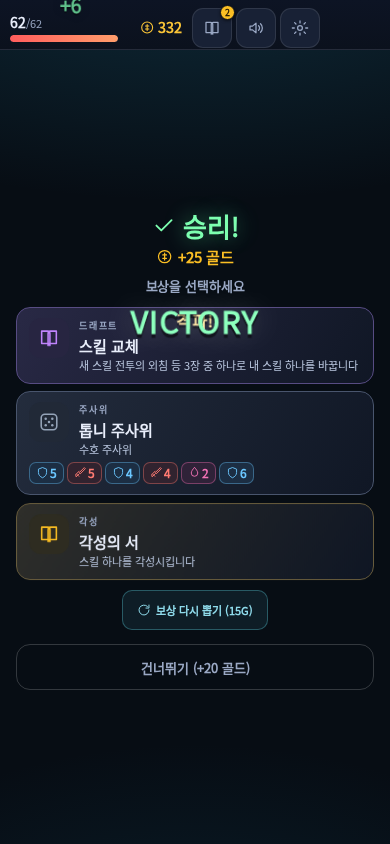 +6
62/62
332
2
승리!
+25 골드
보상을 선택하세요
VICTORY
드래프트
스킬 교체
새 스킬 전투의 외침 등 3장 중 하나로 내 스킬 하나를 바꿉니다
주사위
톱니 주사위
수호 주사위
5 5 4 4 2 6
각성
각성의 서
스킬 하나를 각성시킵니다
보상 다시 뽑기 (15G)
건너뛰기 (+20 골드)